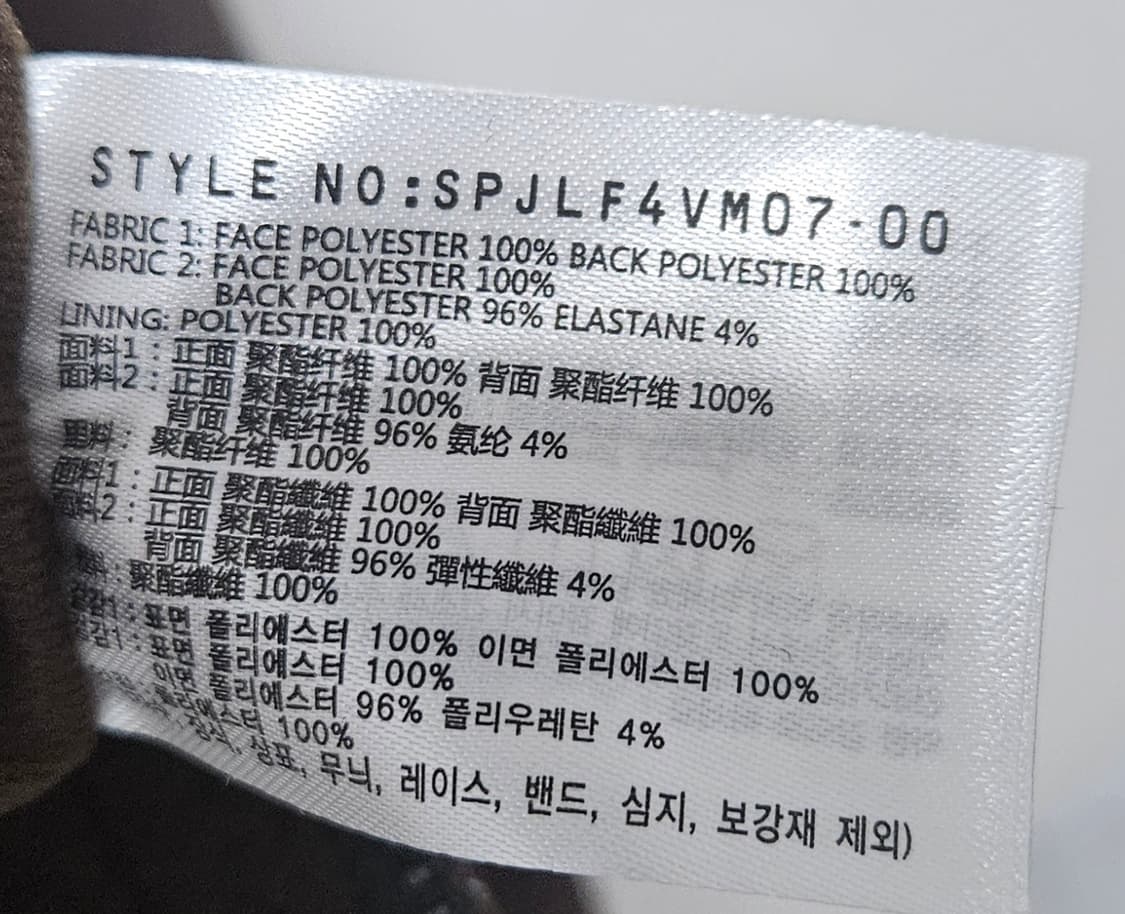 STYLE NO:SPJLF4VM07-00
FABRIC 1: FACE POLYESTER 100% BACK POLYESTER 100%
FABRIC 2: FACE POLYESTER 100%
BACK POLYESTER 96% ELASTANE 4%
LINING: POLYESTER 100%
面料1：正面 聚酯纤维 100% 背面 聚酯纤维 100%
面料2：正面 聚酯纤维 100%
背面 聚酯纤维 96% 氨纶 4%
聚酯纤维 100%
面料1：正面 聚酯纖維 100% 背面 聚酯纖維 100%
面料2：正面 聚酯纖維 100%
背面 聚酯纖維 96% 彈性纖維 4%
聚酯纖維 100%
겉감1：표면 폴리에스터 100% 이면 폴리에스터 100%
겉감1：표면 폴리에스터 100%
이면 폴리에스터 96% 폴리우레탄 4%
폴리에스터 100%
장식, 상표, 무늬, 레이스, 밴드, 심지, 보강재 제외)